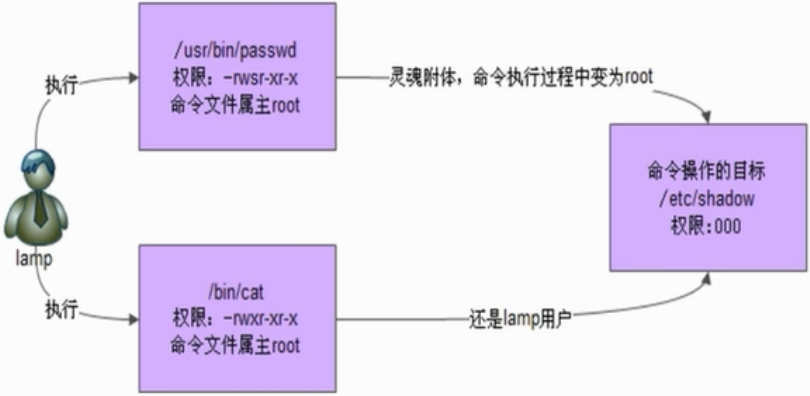 /usr/bin/passwd
权限：-rwsr-xr-x
命令文件属主root
执行
灵魂附体，命令执行过程中变为root
命令操作的目标
/etc/shadow
权限:000
lamp
/bin/cat
权限：-rwxr-xr-x
命令文件属主root
执行
还是lamp用户